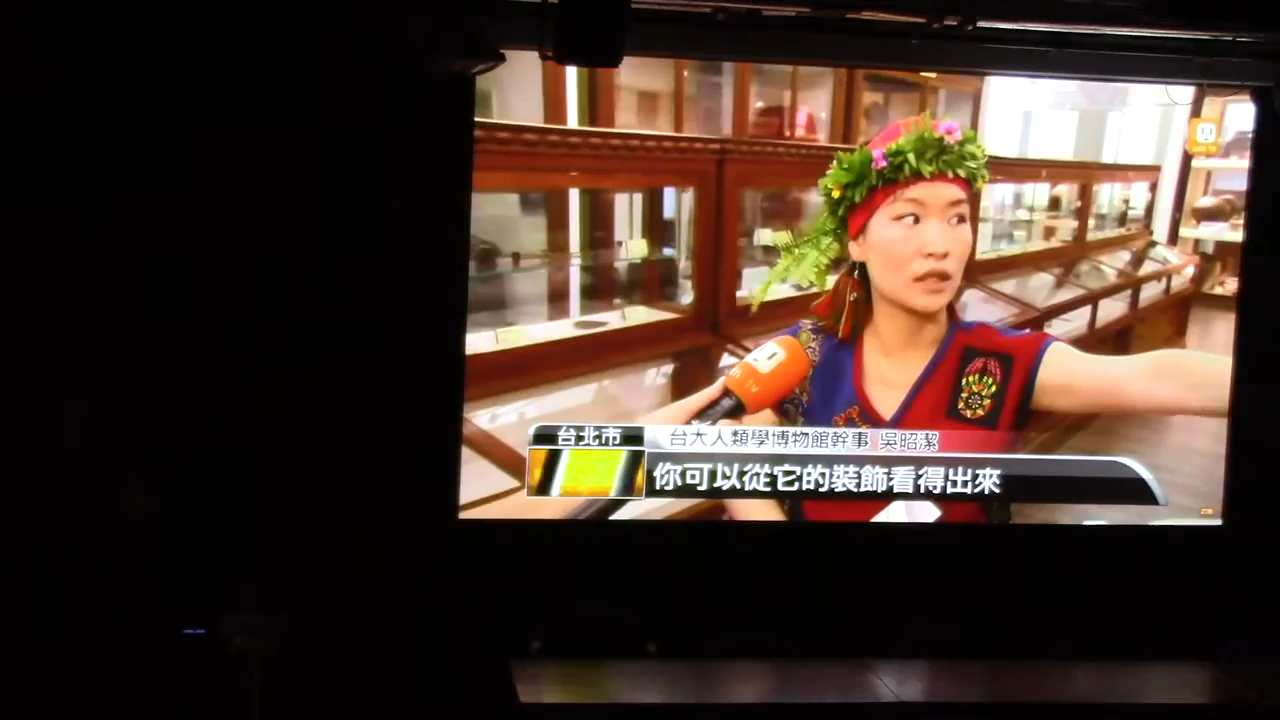 台北市
台大人類學博物館幹事 吳昭潔
你可以從它的裝飾看得出來